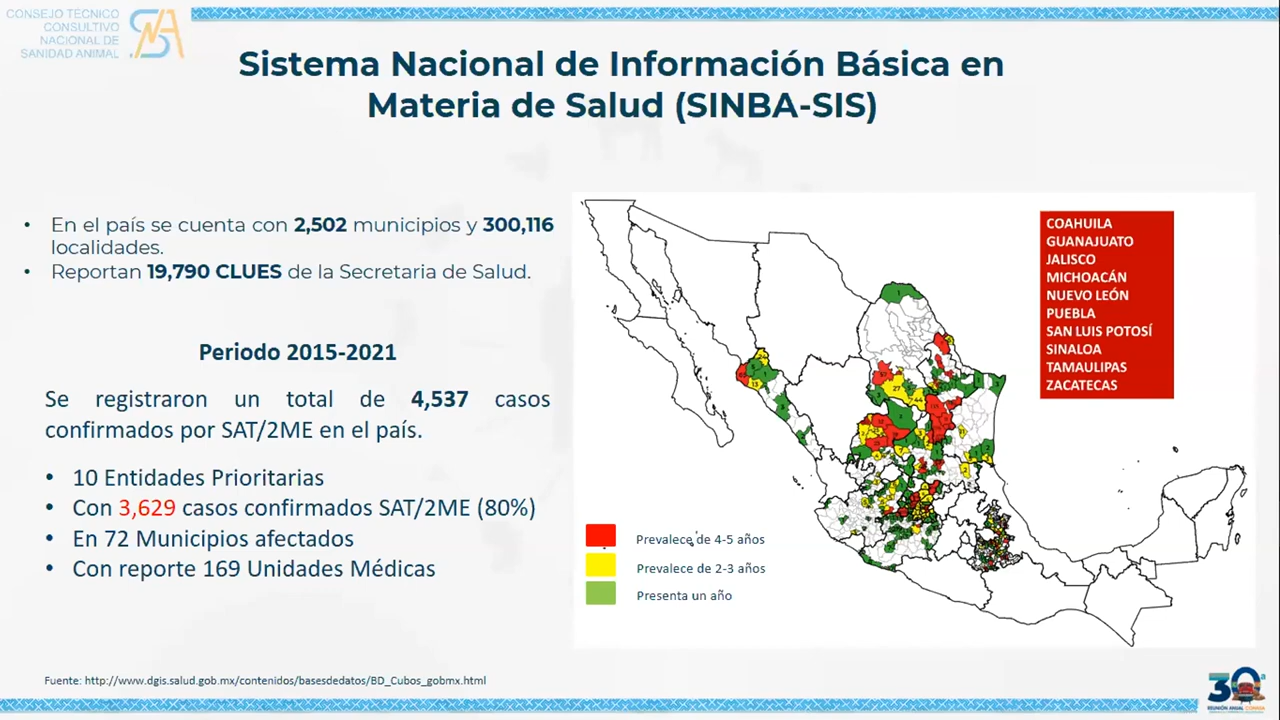 CONSEJO TÉCNICO
CONSULTIVO
NACIONAL DE
SANIDAD ANIMAL
Sistema Nacional de Información Básica en
Materia de Salud (SINBA-SIS)
• En el país se cuenta con 2,502 municipios y 300,116
localidades.
• Reportan 19,790 CLUES de la Secretaria de Salud.
Periodo 2015-2021
Se registraron un total de 4,537 casos
confirmados por SAT/2ME en el país.
• 10 Entidades Prioritarias
• Con 3,629 casos confirmados SAT/2ME (80%)
• En 72 Municipios afectados
• Con reporte 169 Unidades Médicas
COAHUILA
GUANAJUATO
JALISCO
MICHOACÁN
NUEVO LEÓN
PUEBLA
SAN LUIS POTOSÍ
SINALOA
TAMAULIPAS
ZACATECAS
Prevalece de 4-5 años
Prevalece de 2-3 años
Presenta un año
Fuente: http://www.dgis.salud.gob.mx/contenidos/basesdedatos/BD_Cubos_gobmx.html
30ª
REUNIÓN ANUAL CONASA